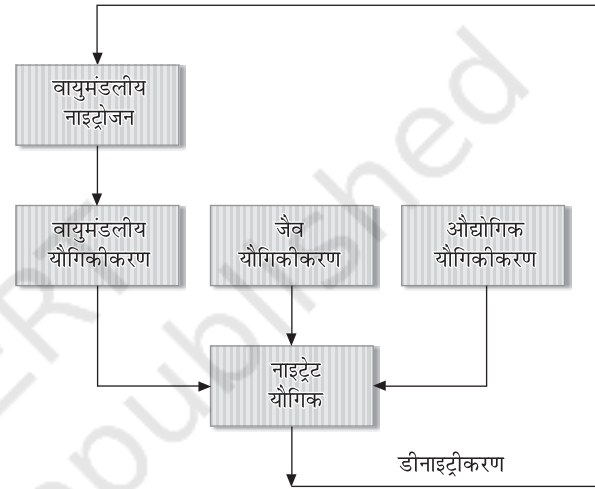 वायुमंडलीय
नाइट्रोजन
वायुमंडलीय
यौगिकीकरण
जैव
यौगिकीकरण
औद्योगिक
यौगिकीकरण
नाइट्रेट
यौगिक
डीनाइट्रीकरण